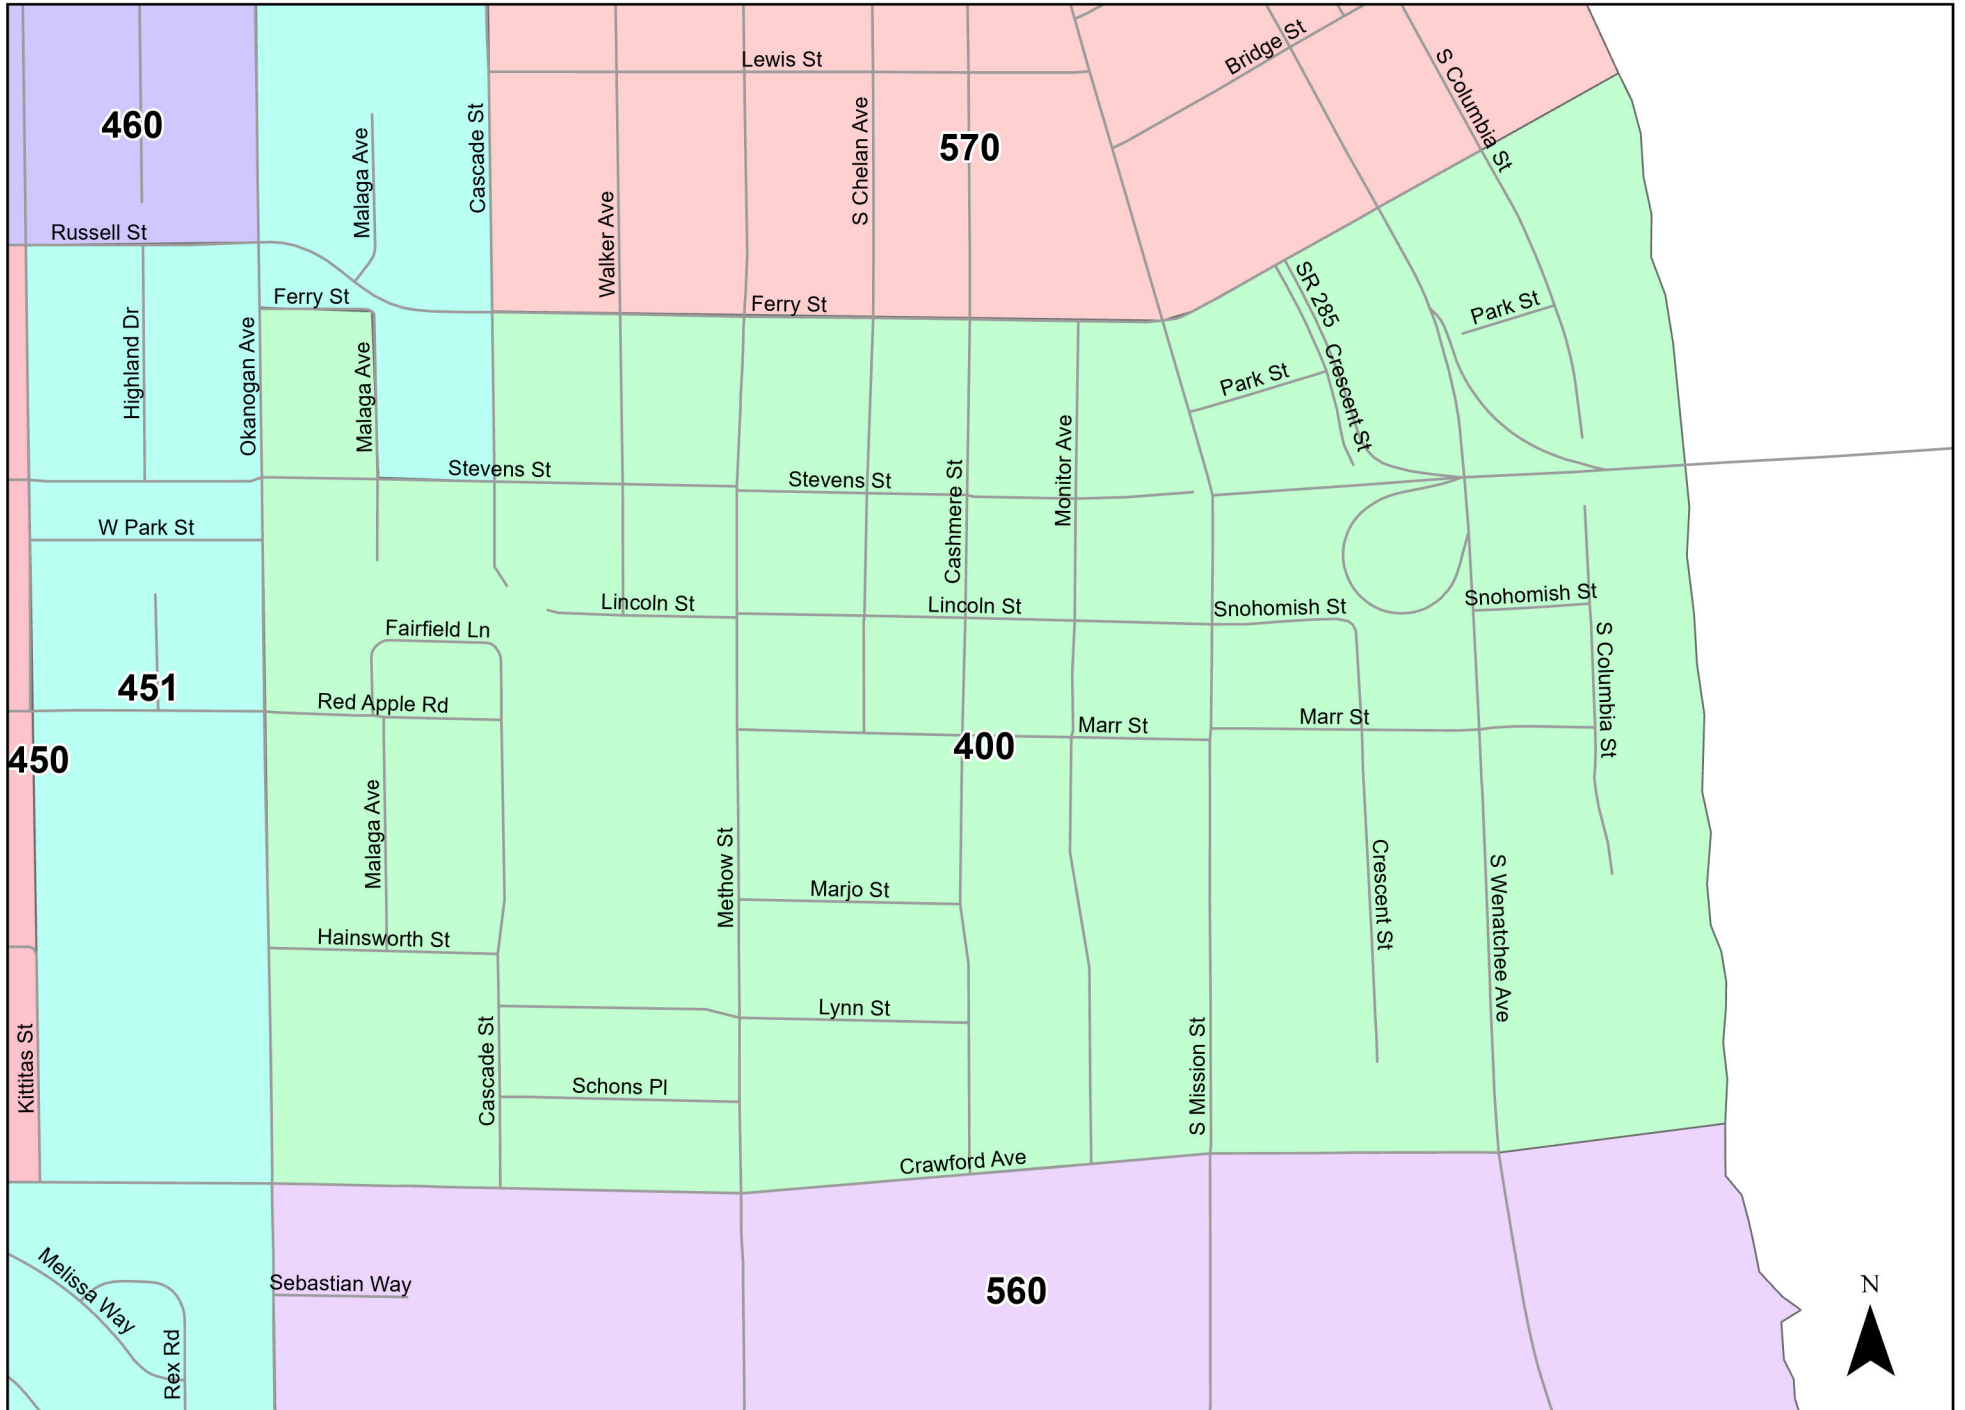 Lewis St
Bridge St
S Columbia St
460
Malaga Ave
Cascade St
S Chelan Ave
570
Russell St
Walker Ave
Ferry St
Ferry St
SR 285
Park St
Highland Dr
Okanogan Ave
Malaga Ave
Park St
Crescent St
Stevens St
Stevens St
Cashmere St
Monitor Ave
W Park St
Lincoln St
Lincoln St
Snohomish St
Snohomish St
Fairfield Ln
S Columbia St
451
Red Apple Rd
Marr St
Marr St
450
400
Malaga Ave
Methow St
Marjo St
Crescent St
S Wenatchee Ave
Hainsworth St
Lynn St
Kittitas St
Cascade St
S Mission St
Schons Pl
Crawford Ave
Melissa Way
Sebastian Way
560
N
Rex Rd